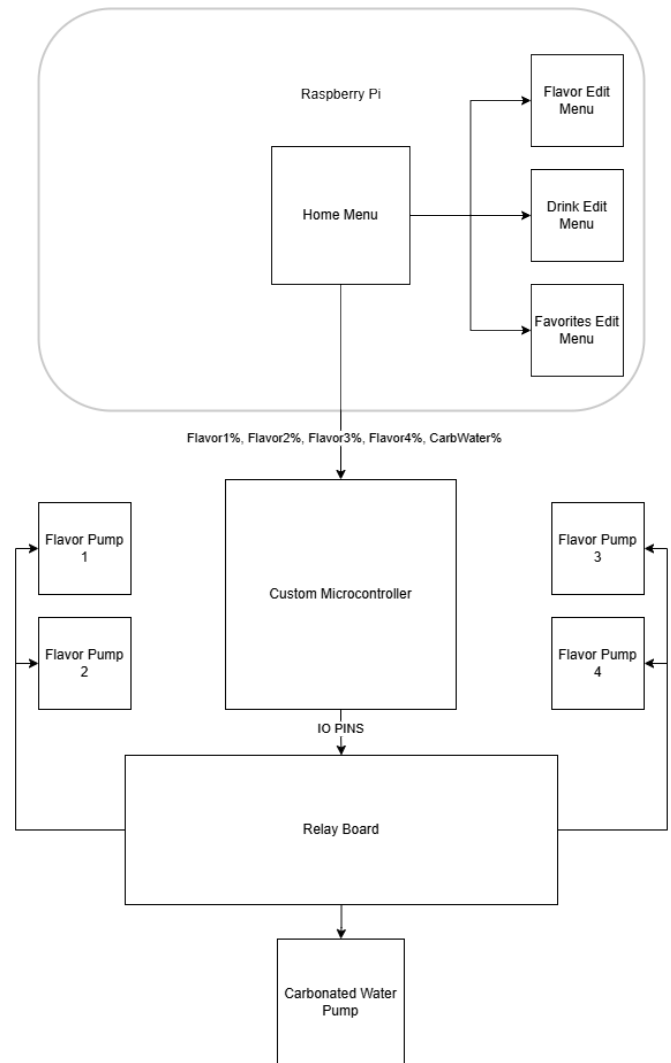 Raspberry Pi
Flavor Edit
Menu
Home Menu
Drink Edit
Menu
Favorites Edit
Menu
Flavor1%, Flavor2%, Flavor3%, Flavor4%, CarbWater%
Flavor Pump
1
Custom Microcontroller
Flavor Pump
3
Flavor Pump
2
Flavor Pump
4
IO PINS
Relay Board
Carbonated Water
Pump